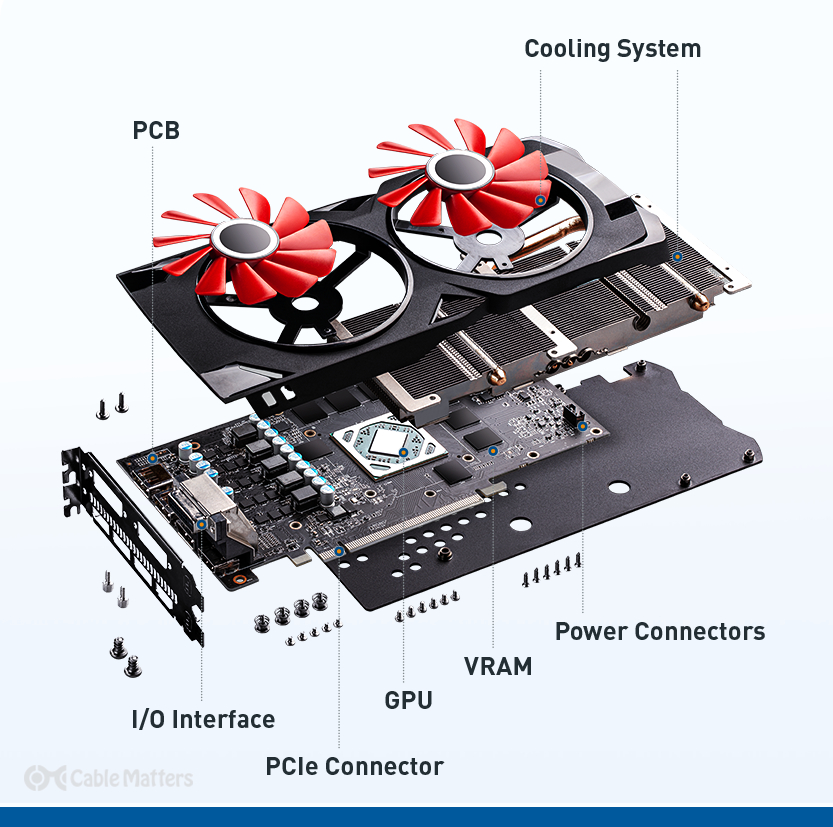 Cooling System
PCB
Power Connectors
VRAM
GPU
I/O Interface
PCIe Connector
Cable Matters